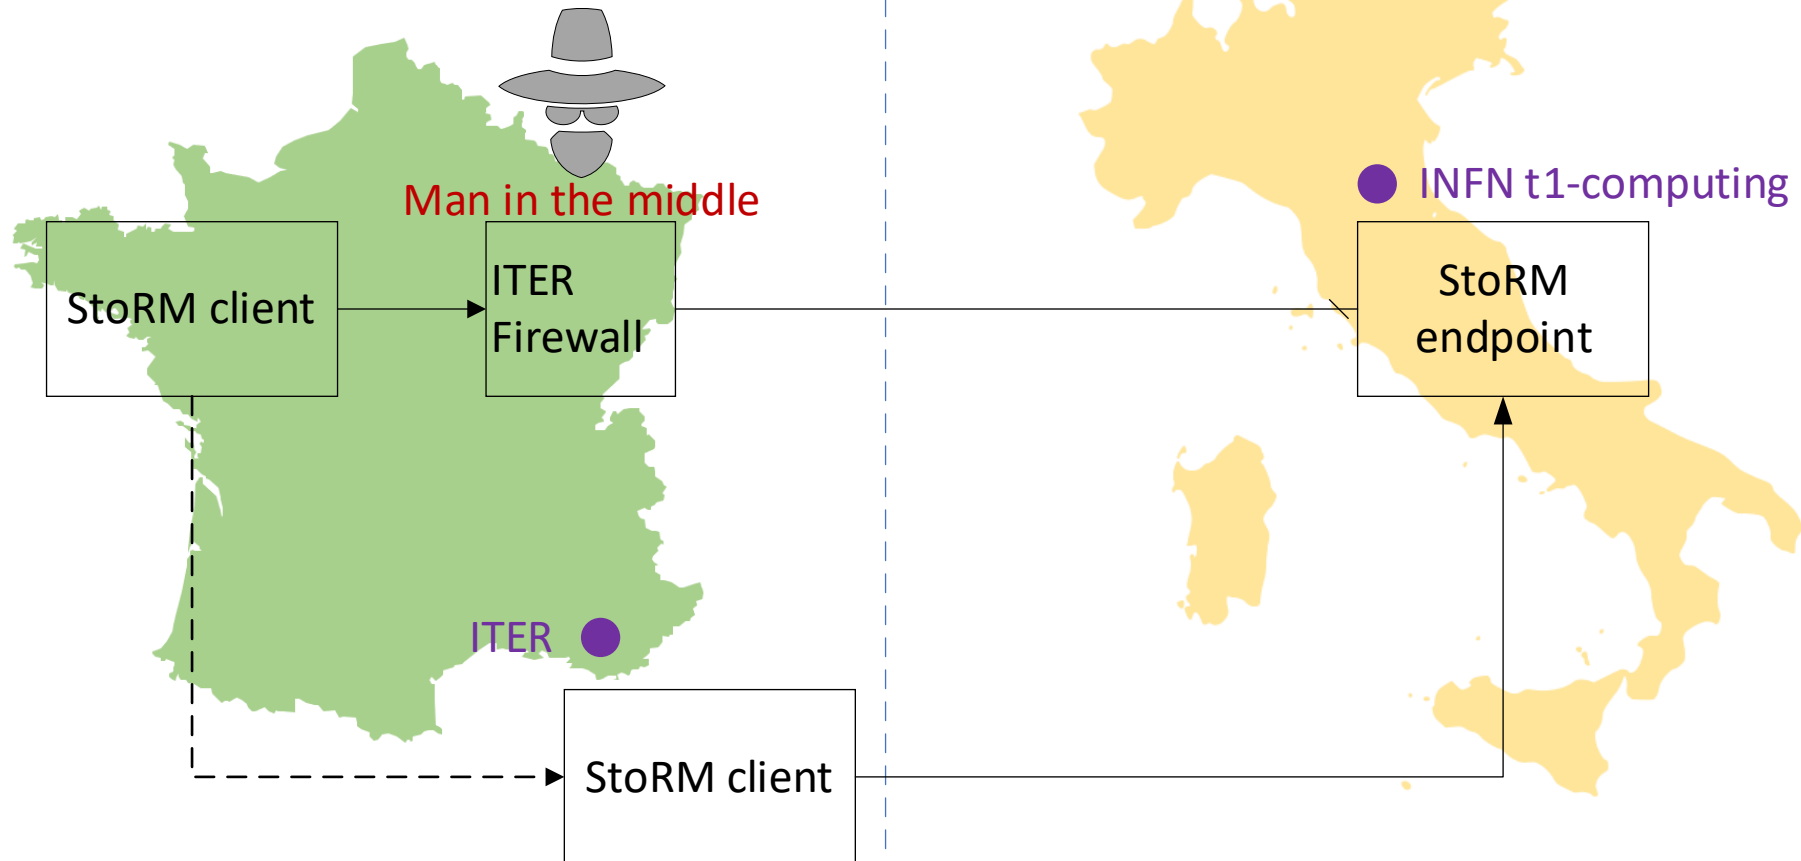 Man in the middle
INFN t1-computing
StoRM client
ITER
Firewall
StoRM
endpoint
ITER
StoRM client